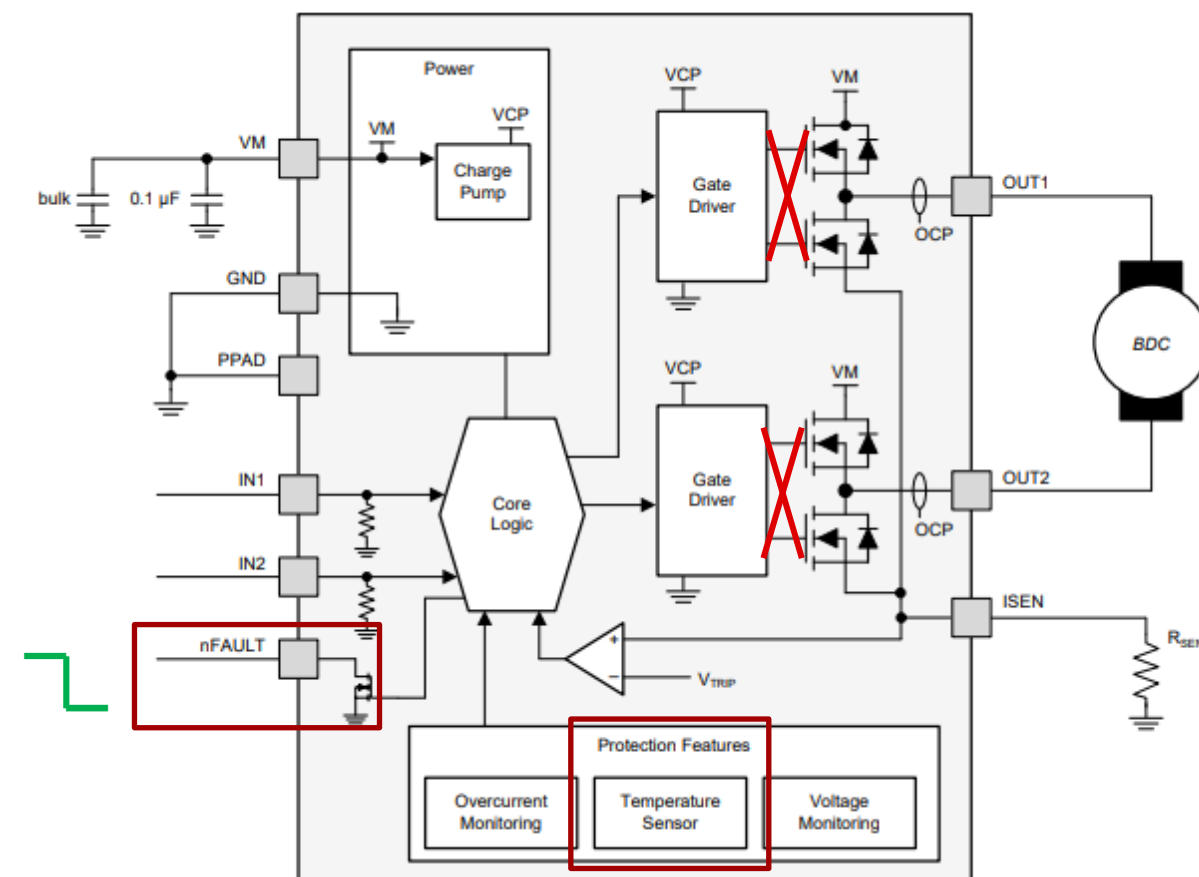 Power
VCP
VM
Charge
Pump
VM
bulk
0.1 µF
GND
PPAD
IN1
IN2
nFAULT
Core
Logic
VCP
Gate
Driver
VM
OCP
OUT1
VCP
Gate
Driver
VM
OCP
OUT2
BDC
ISEN
RSEN
+
–
VTRIP
Protection Features
Overcurrent
Monitoring
Temperature
Sensor
Voltage
Monitoring